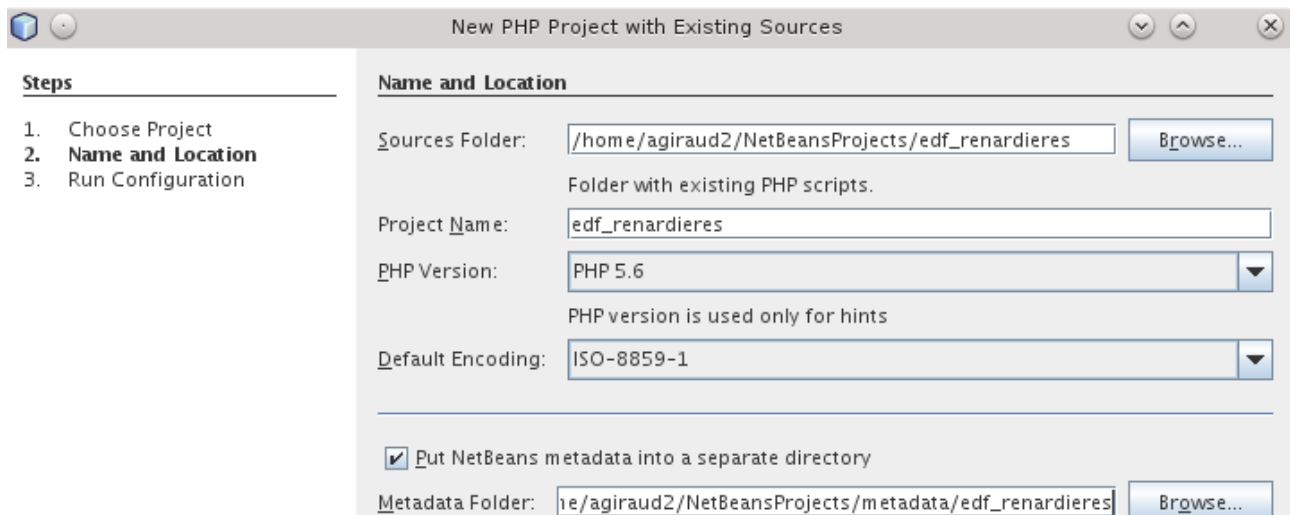 New PHP Project with Existing Sources
Steps
1. Choose Project
2. Name and Location
3. Run Configuration
Name and Location
Sources Folder: /home/agiraud2/NetBeansProjects/edf_renardieres Browse...
Folder with existing PHP scripts.
Project Name: edf_renardieres
PHP Version: PHP 5.6
PHP version is used only for hints
Default Encoding: ISO-8859-1
Put NetBeans metadata into a separate directory
Metadata Folder: ne/agiraud2/NetBeansProjects/metadata/edf_renardieres Browse...